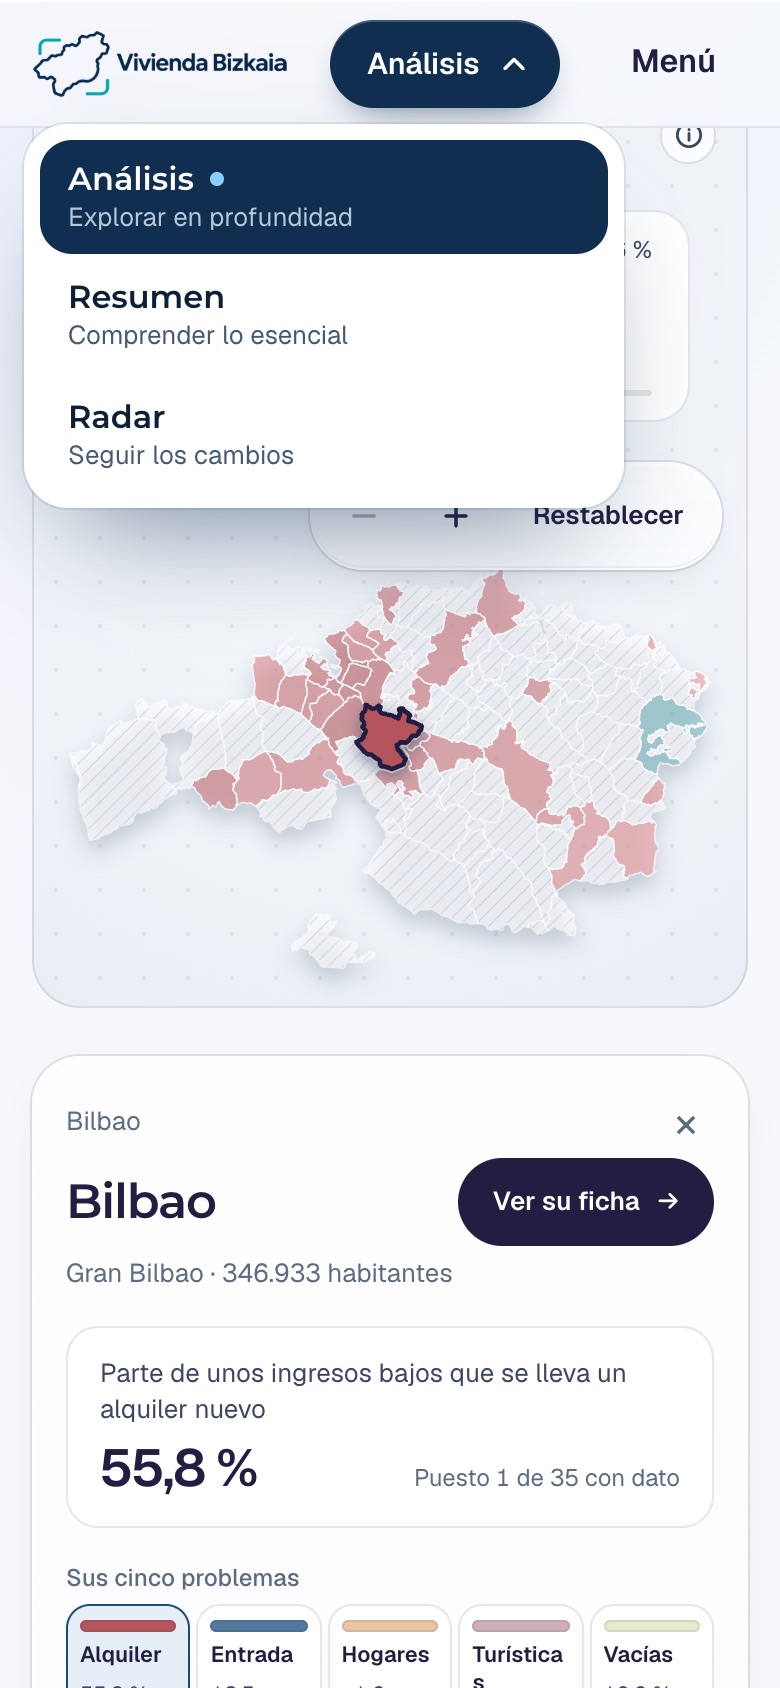 Vivienda Bizkaia
Análisis
Menú
Análisis
Explorar en profundidad
%
Resumen
Comprender lo esencial
Radar
Seguir los cambios
Restablecer
Bilbao
Bilbao
Ver su ficha
Gran Bilbao · 346.933 habitantes
Parte de unos ingresos bajos que se lleva un
alquiler nuevo
55,8 %
Puesto 1 de 35 con dato
Sus cinco problemas
Alquiler
Entrada
Hogares
Turística
s
Vacías